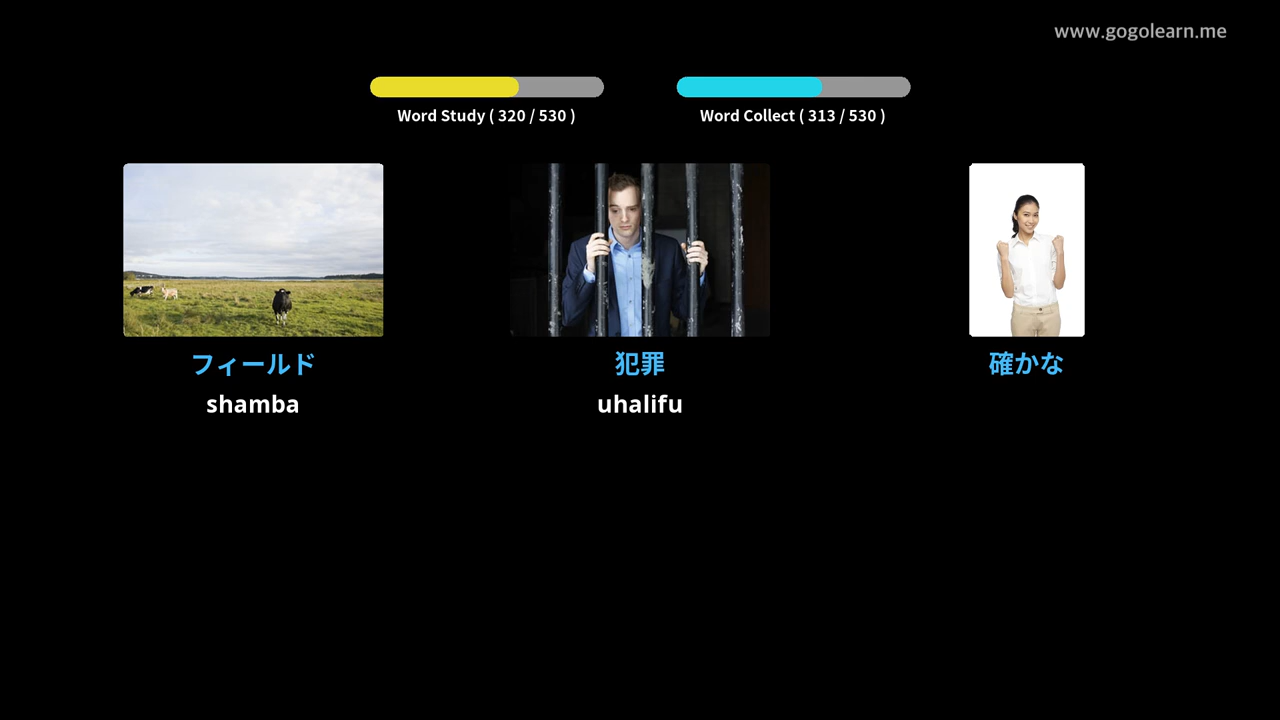 www.gogolearn.me
Word Study ( 320 / 530 )
Word Collect ( 313 / 530 )
フィールド
犯罪
確かな
shamba
uhalifu